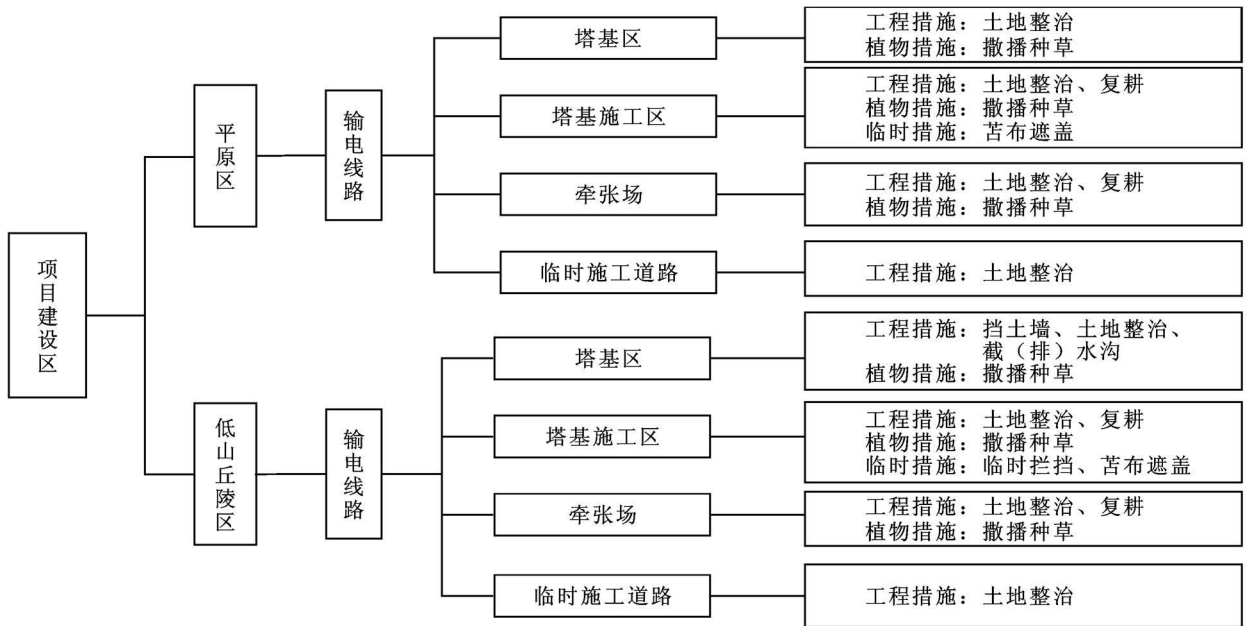 项目建设区
平原区
输电线路
塔基区
工程措施：土地整治
植物措施：撒播种草
塔基施工区
工程措施：土地整治、复耕
植物措施：撒播种草
临时措施：苫布遮盖
牵张场
工程措施：土地整治、复耕
植物措施：撒播种草
临时施工道路
工程措施：土地整治
低山丘陵区
输电线路
塔基区
工程措施：挡土墙、土地整治、
截（排）水沟
植物措施：撒播种草
塔基施工区
工程措施：土地整治、复耕
植物措施：撒播种草
临时措施：临时拦挡、苫布遮盖
牵张场
工程措施：土地整治、复耕
植物措施：撒播种草
临时施工道路
工程措施：土地整治